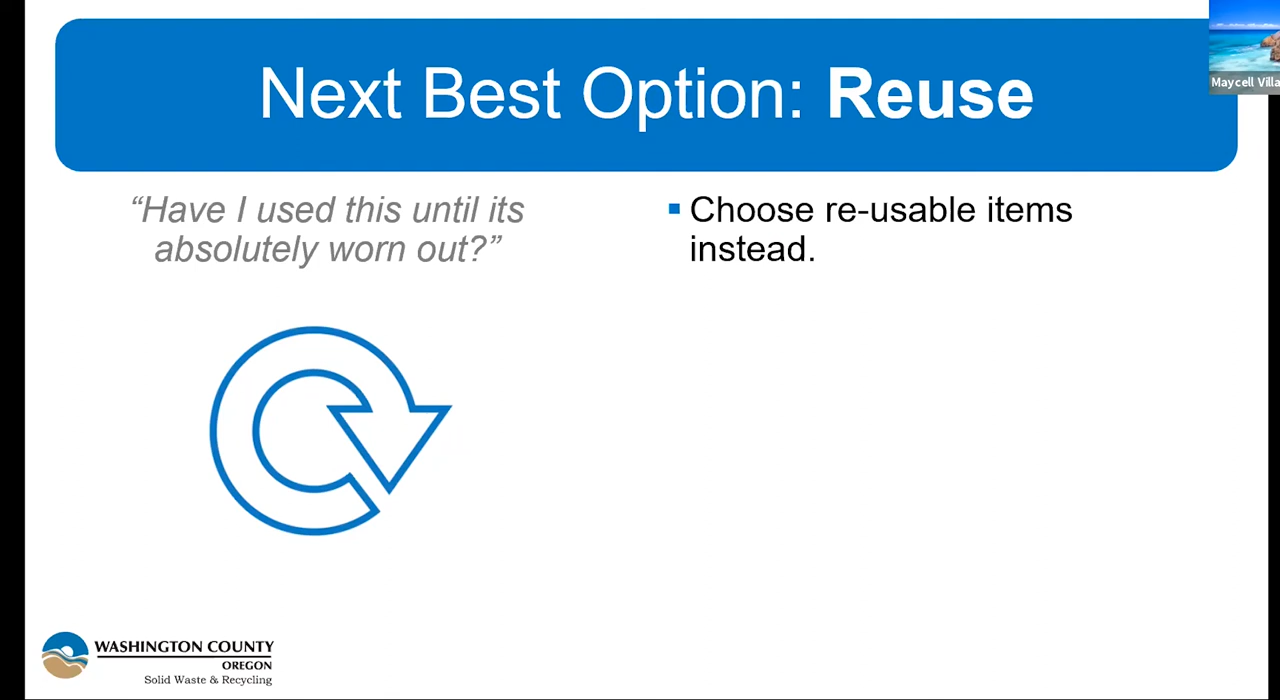 Next Best Option: Reuse
Maycell Villa
“Have I used this until its
absolutely worn out?”
▪ Choose re-usable items
instead.
WASHINGTON COUNTY
OREGON
Solid Waste & Recycling